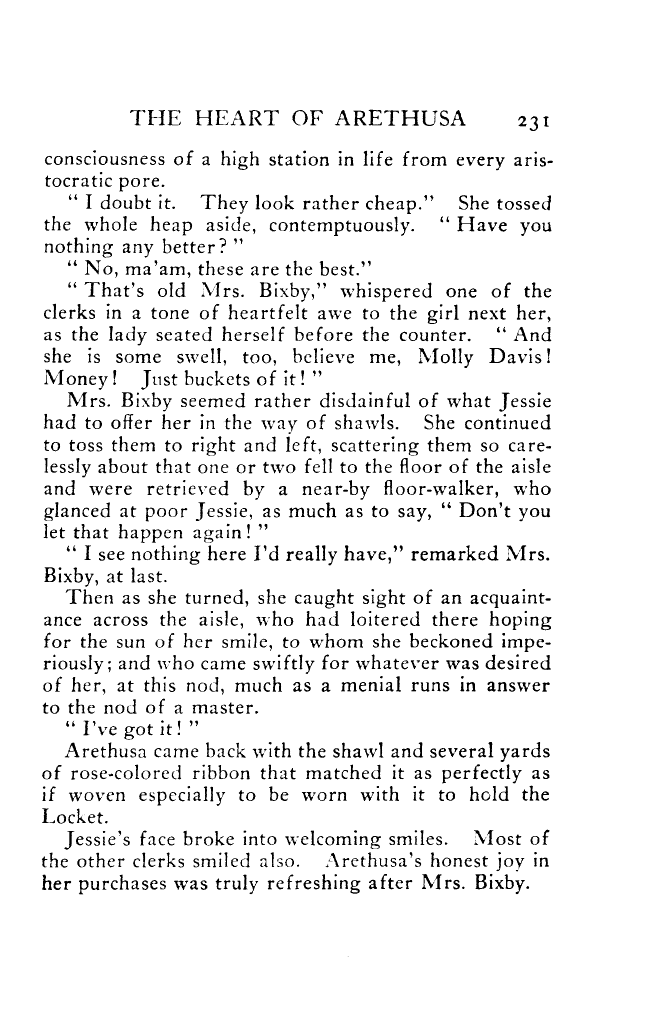 THE HEART OF ARETHUSA 231
consciousness of a high station in life from every aris-
tocratic pore.
“ I doubt it. They look rather cheap.” She tossed
the whole heap aside, contemptuously. “ Have you
nothing any better? ”
“ No, ma’am, these are the best.”
“ That’s old Mrs. Bixby,” whispered one of the
clerks in a tone of heartfelt awe to the girl next her,
as the lady seated herself before the counter. “ And
she is some swell, too, believe me, Molly Davis!
Money! Just buckets of it! ”
Mrs. Bixby seemed rather disdainful of what Jessie
had to offer her in the way of shawls. She continued
to toss them to right and left, scattering them so care-
lessly about that one or two fell to the floor of the aisle
and were retrieved by a near-by floor-walker, who
glanced at poor Jessie, as much as to say, “ Don’t you
let that happen again! ”
“ I see nothing here I’d really have,” remarked Mrs.
Bixby, at last.
Then as she turned, she caught sight of an acquaint-
ance across the aisle, who had loitered there hoping
for the sun of her smile, to whom she beckoned impe-
riously; and who came swiftly for whatever was desired
of her, at this nod, much as a menial runs in answer
to the nod of a master.
“ I’ve got it! ”
Arethusa came back with the shawl and several yards
of rose-colored ribbon that matched it as perfectly as
if woven especially to be worn with it to hold the
Locket.
Jessie’s face broke into welcoming smiles. Most of
the other clerks smiled also. Arethusa’s honest joy in
her purchases was truly refreshing after Mrs. Bixby.